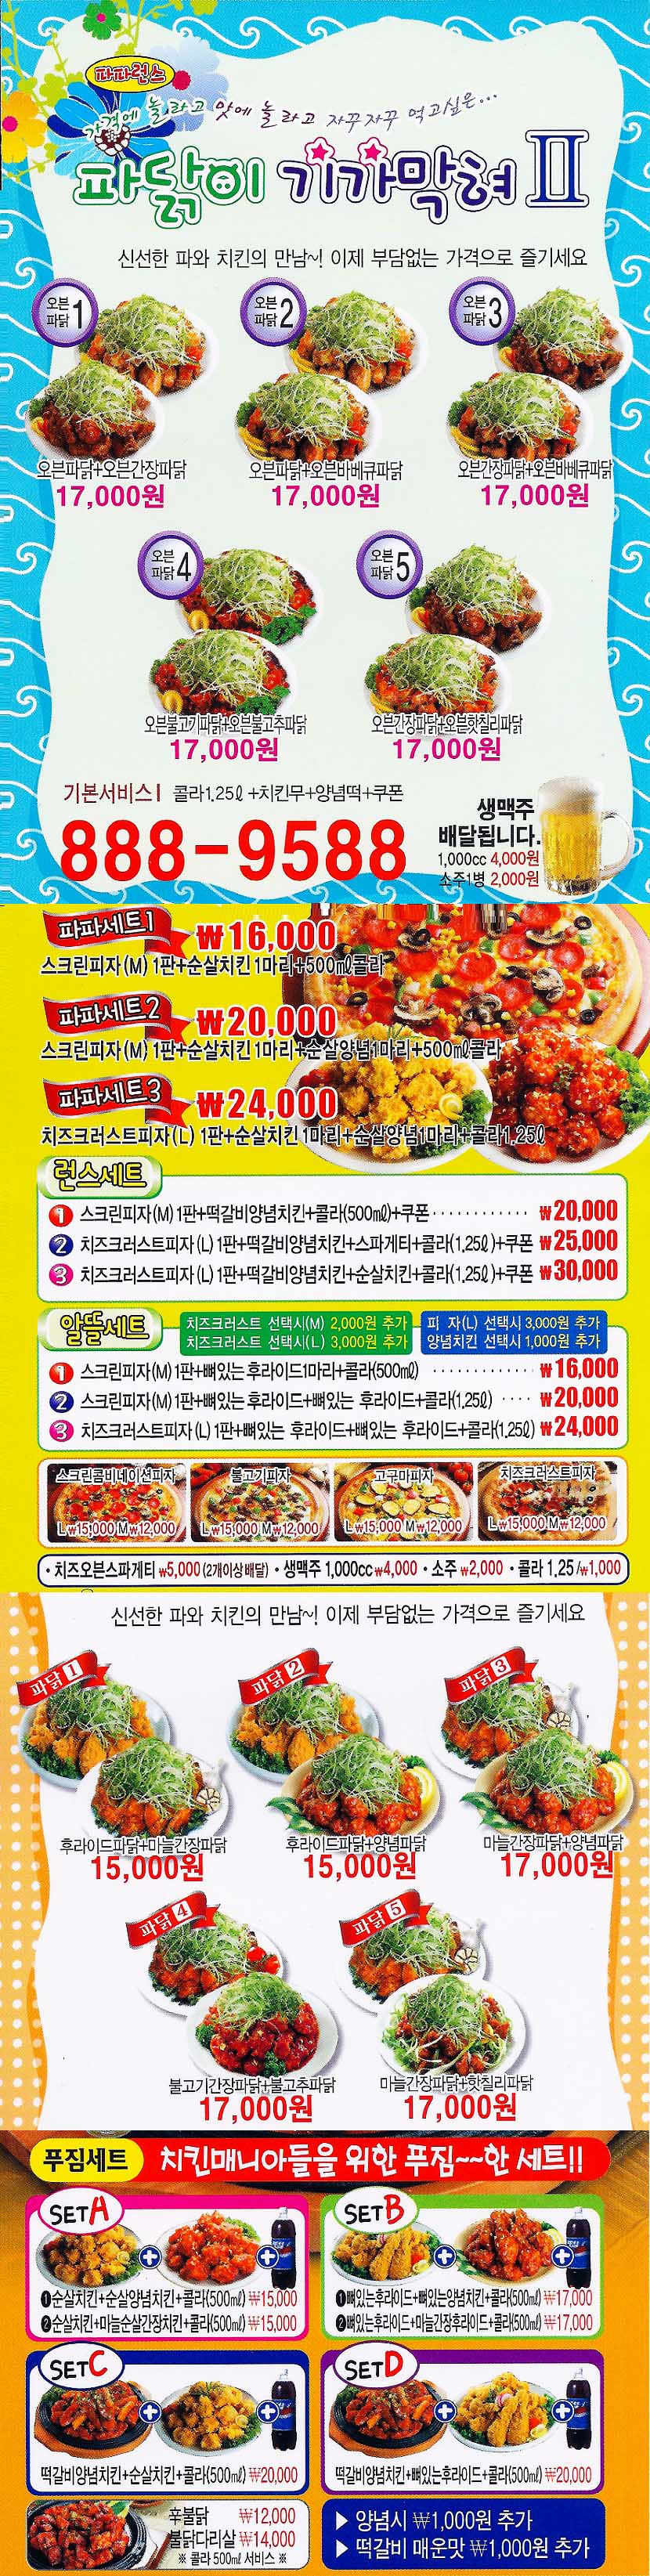 파파런스
가격에 놀라고 맛에 놀라고 자꾸자꾸 먹고싶은...
파닭이 기가막혀 II
신선한 파와 치킨의 만남~! 이제 부담없는 가격으로 즐기세요
오븐파닭 1
오븐파닭 2
오븐파닭 3
오븐파닭+오븐간장파닭
오븐파닭+오븐바베큐파닭
오븐간장파닭+오븐바베큐파닭
17,000원
17,000원
17,000원
오븐파닭 4
오븐파닭 5
오븐불고기파닭+오븐불고추파닭
오븐간장파닭+오븐핫칠리파닭
17,000원
17,000원
기본서비스! 콜라1.25ℓ +치킨무+양념떡+쿠폰
888-9588
생맥주
배달됩니다.
1,000cc 4,000원
소주1병 2,000원
파파세트1 ₩16,000
스크린피자(M) 1판+순살치킨 1마리+500㎖콜라
파파세트2 ₩20,000
스크린피자(M) 1판+순살치킨 1마리+순살양념1마리+500㎖콜라
파파세트3 ₩24,000
치즈크러스트피자(L) 1판+순살치킨 1마리+순살양념1마리+콜라1.25ℓ
런스세트
1 스크린피자(M) 1판+떡갈비양념치킨+콜라(500㎖)+쿠폰 ············ ₩20,000
2 치즈크러스트피자(L) 1판+떡갈비양념치킨+스파게티+콜라(1.25ℓ)+쿠폰 ₩25,000
3 치즈크러스트피자(L) 1판+떡갈비양념치킨+순살치킨+콜라(1.25ℓ)+쿠폰 ₩30,000
알뜰세트
치즈크러스트 선택시(M) 2,000원 추가
치즈크러스트 선택시(L) 3,000원 추가
피 자(L) 선택시 3,000원 추가
양념치킨 선택시 1,000원 추가
1 스크린피자(M) 1판+뼈있는 후라이드1마리+콜라(500㎖) ············ ₩16,000
2 스크린피자(M) 1판+뼈있는 후라이드+뼈있는 후라이드+콜라(1.25ℓ) ···· ₩20,000
3 치즈크러스트피자(L) 1판+뼈있는 후라이드+뼈있는 후라이드+콜라(1.25ℓ) ₩24,000
스크린콤비네이션피자
L₩15,000 M₩12,000
불고기피자
L₩15,000 M₩12,000
고구마피자
L₩15,000 M₩12,000
치즈크러스트피자
L₩15,000 M₩12,000
· 치즈오븐스파게티 ₩5,000 (2개이상 배달) · 생맥주 1,000cc ₩4,000 · 소주 ₩2,000 · 콜라 1.25ℓ ₩1,000
신선한 파와 치킨의 만남~! 이제 부담없는 가격으로 즐기세요
파닭 1
파닭 2
파닭 3
후라이드파닭+마늘간장파닭
후라이드파닭+양념파닭
마늘간장파닭+양념파닭
15,000원
15,000원
17,000원
파닭 4
파닭 5
불고기간장파닭+불고추파닭
마늘간장파닭+핫칠리파닭
17,000원
17,000원
푸짐세트 치킨매니아들을 위한 푸짐~~한 세트!!
SET A
❶순살치킨+순살양념치킨+콜라(500㎖) ₩15,000
❷순살치킨+마늘순살간장치킨+콜라(500㎖) ₩15,000
SET B
❶뼈있는후라이드+뼈있는양념치킨+콜라(500㎖) ₩17,000
❷뼈있는후라이드+마늘간장후라이드+콜라(500㎖) ₩17,000
SET C
떡갈비양념치킨+순살치킨+콜라(500㎖) ₩20,000
SET D
떡갈비양념치킨+뼈있는후라이드+콜라(500㎖) ₩20,000
후불닭 ₩12,000
불닭다리살 ₩14,000
※ 콜라 500㎖ 서비스 ※
▶ 양념시 ₩1,000원 추가
▶ 떡갈비 매운맛 ₩1,000원 추가